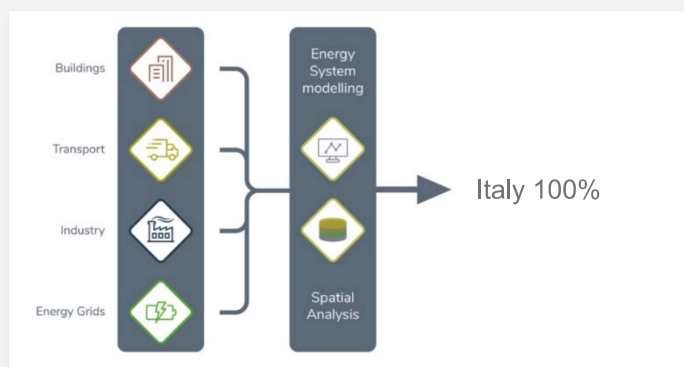 Buildings
Transport
Industry
Energy Grids
Energy
System
modelling
Spatial
Analysis
Italy 100%